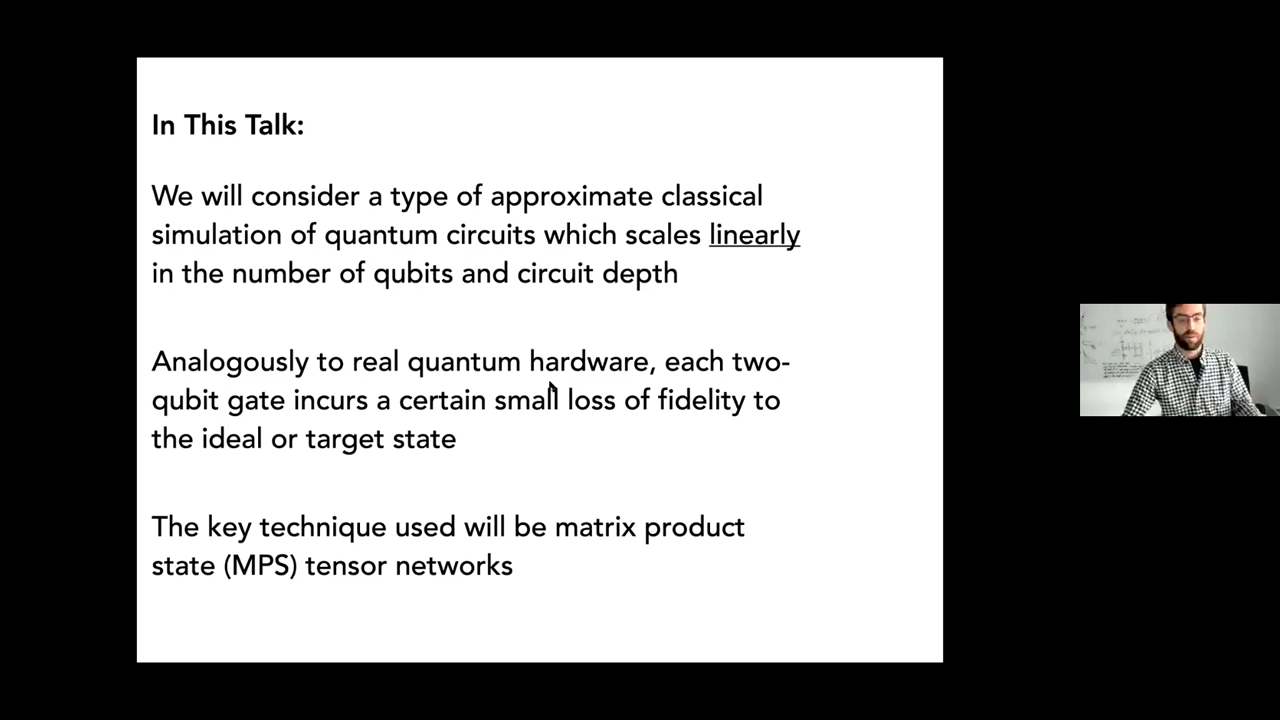 In This Talk:
We will consider a type of approximate classical
simulation of quantum circuits which scales linearly
in the number of qubits and circuit depth
Analogously to real quantum hardware, each two-
qubit gate incurs a certain small loss of fidelity to
the ideal or target state
The key technique used will be matrix product
state (MPS) tensor networks